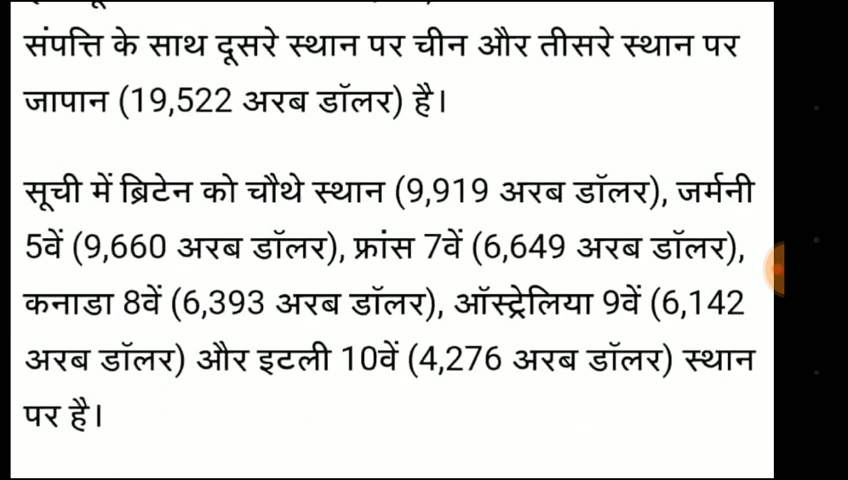 संपत्ति के साथ दूसरे स्थान पर चीन और तीसरे स्थान पर
जापान (19,522 अरब डॉलर) है।
सूची में ब्रिटेन को चौथे स्थान (9,919 अरब डॉलर), जर्मनी
5वें (9,660 अरब डॉलर), फ्रांस 7वें (6,649 अरब डॉलर),
कनाडा 8वें (6,393 अरब डॉलर), ऑस्ट्रेलिया 9वें (6,142
अरब डॉलर) और इटली 10वें (4,276 अरब डॉलर) स्थान
पर है।